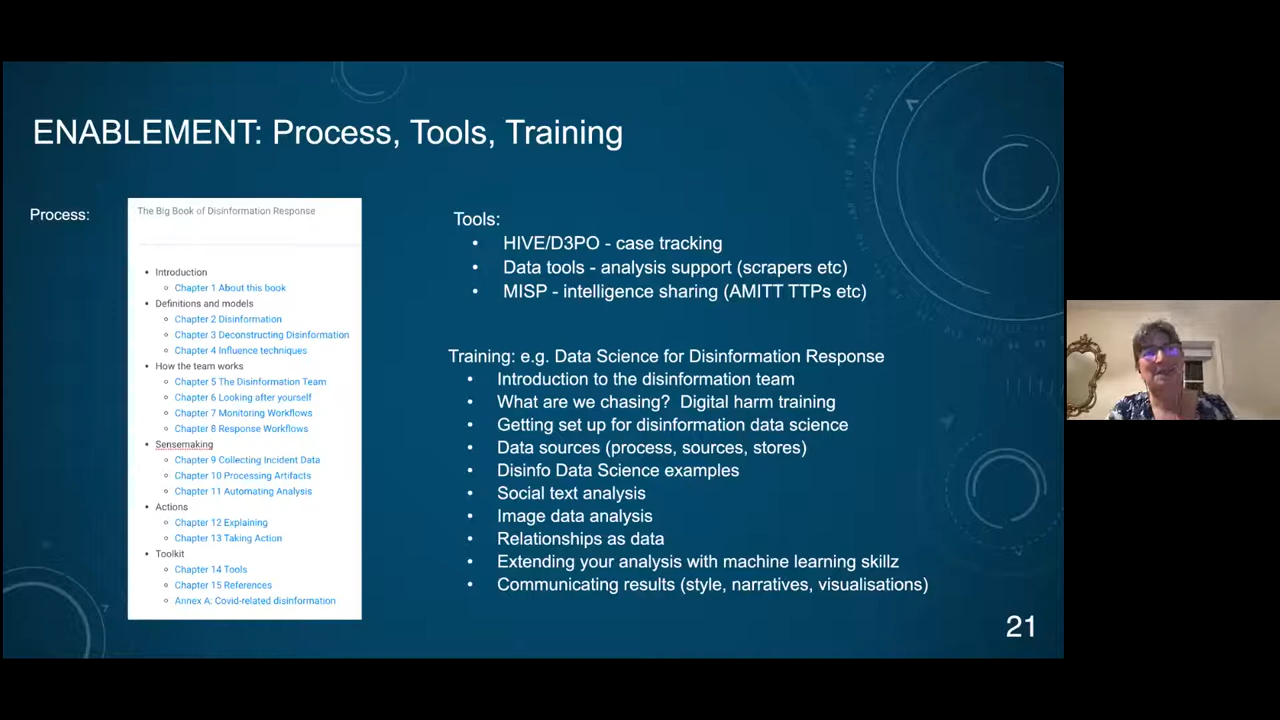 ENABLEMENT: Process, Tools, Training
Process:
The Big Book of Disinformation Response
Introduction
Chapter 1 About this book
Definitions and models
Chapter 2 Disinformation
Chapter 3 Deconstructing Disinformation
Chapter 4 Influence techniques
How the team works
Chapter 5 The Disinformation Team
Chapter 6 Looking after yourself
Chapter 7 Monitoring Workflows
Chapter 8 Response Workflows
Sensemaking
Chapter 9 Collecting Incident Data
Chapter 10 Processing Artifacts
Chapter 11 Automating Analysis
Actions
Chapter 12 Explaining
Chapter 13 Taking Action
Toolkit
Chapter 14 Tools
Chapter 15 References
Annex A: Covid-related disinformation
Tools:
• HIVE/D3PO - case tracking
• Data tools - analysis support (scrapers etc)
• MISP - intelligence sharing (AMITT TTPs etc)
Training: e.g. Data Science for Disinformation Response
• Introduction to the disinformation team
• What are we chasing?  Digital harm training
• Getting set up for disinformation data science
• Data sources (process, sources, stores)
• Disinfo Data Science examples
• Social text analysis
• Image data analysis
• Relationships as data
• Extending your analysis with machine learning skillz
• Communicating results (style, narratives, visualisations)
21